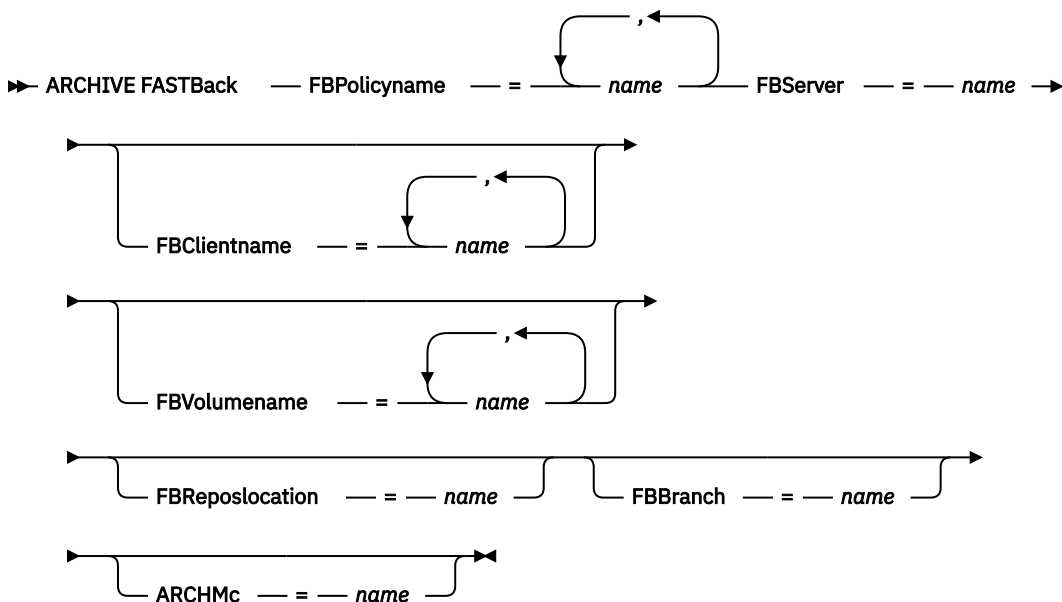 ,
ARCHIVE FASTBack FBPolicyname = name FBServer = name
,
FBClientname = name
,
FBVolumename = name
FBReposlocation = name FBBranch = name
ARCHMc = name